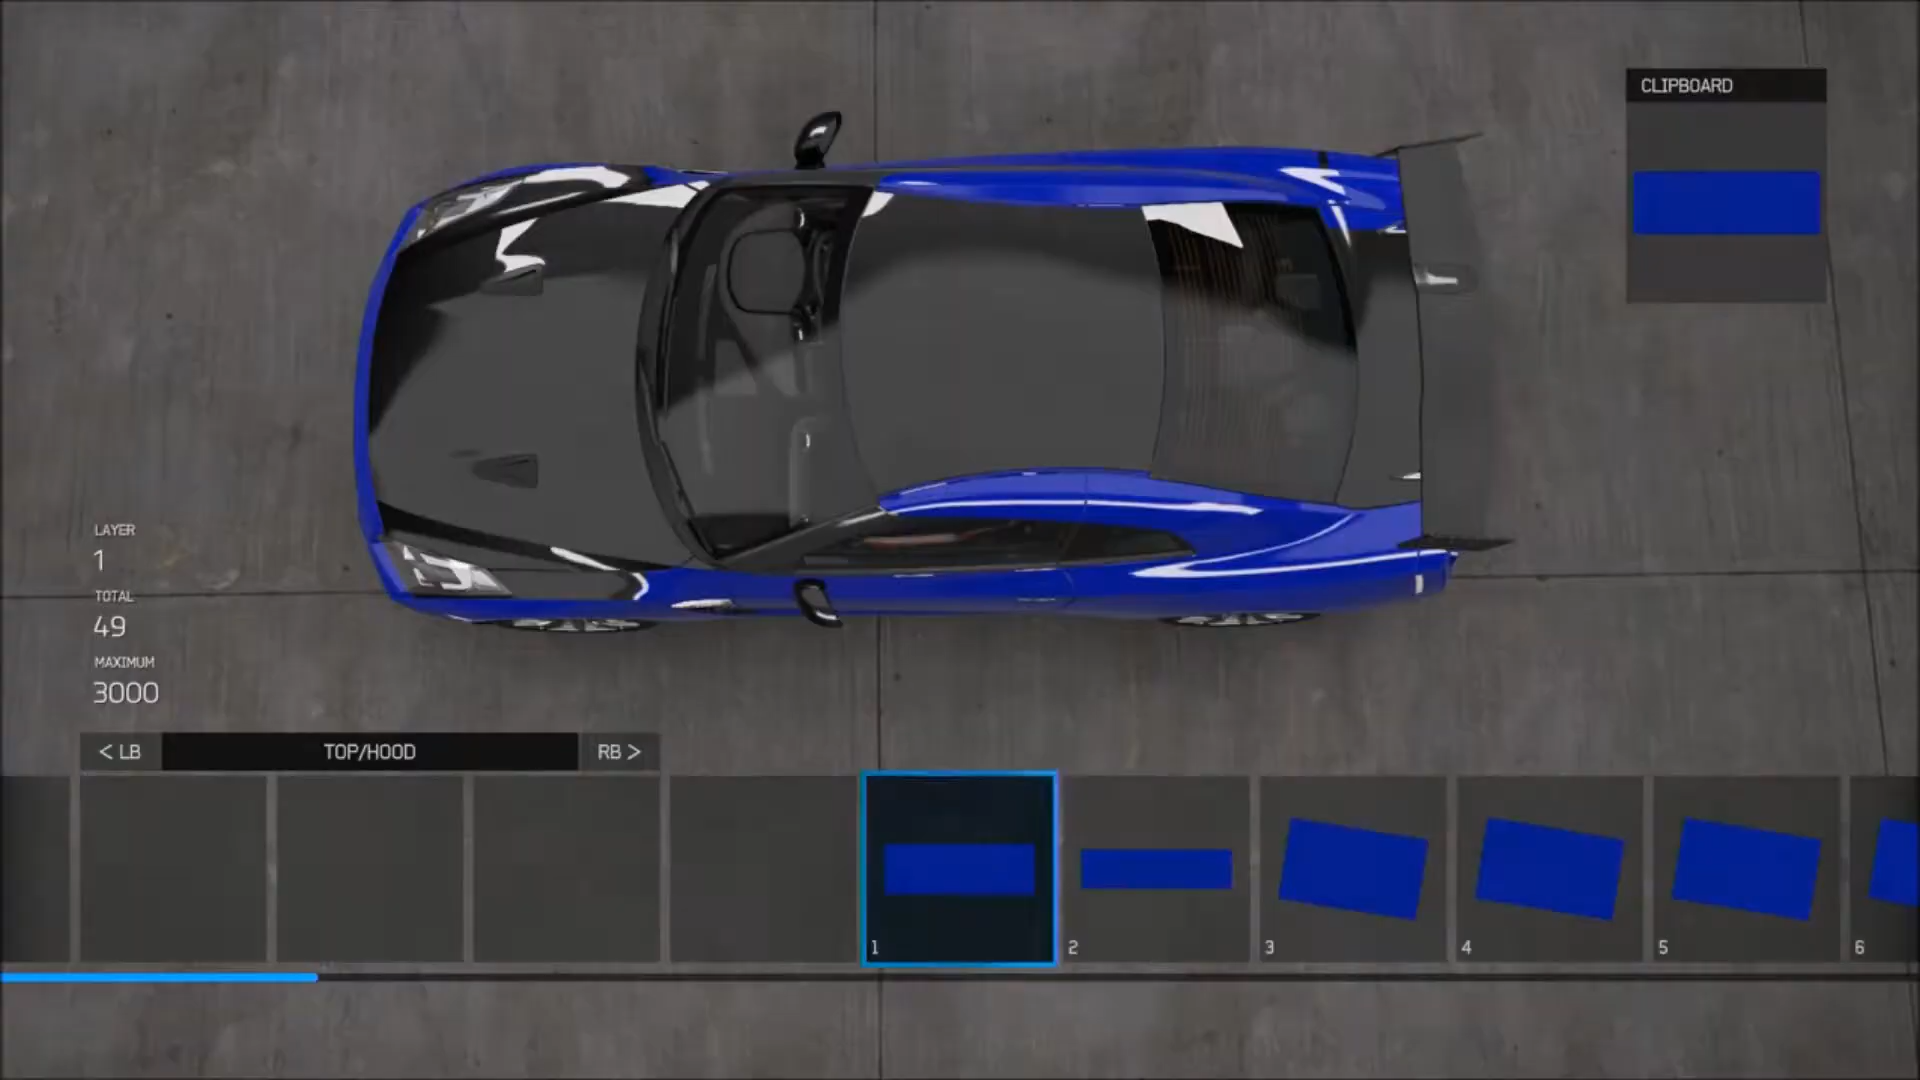 CLIPBOARD
LAYER
1
TOTAL
49
MAXIMUM
3000
< LB
TOP/HOOD
RB >
1
2
3
4
5
6